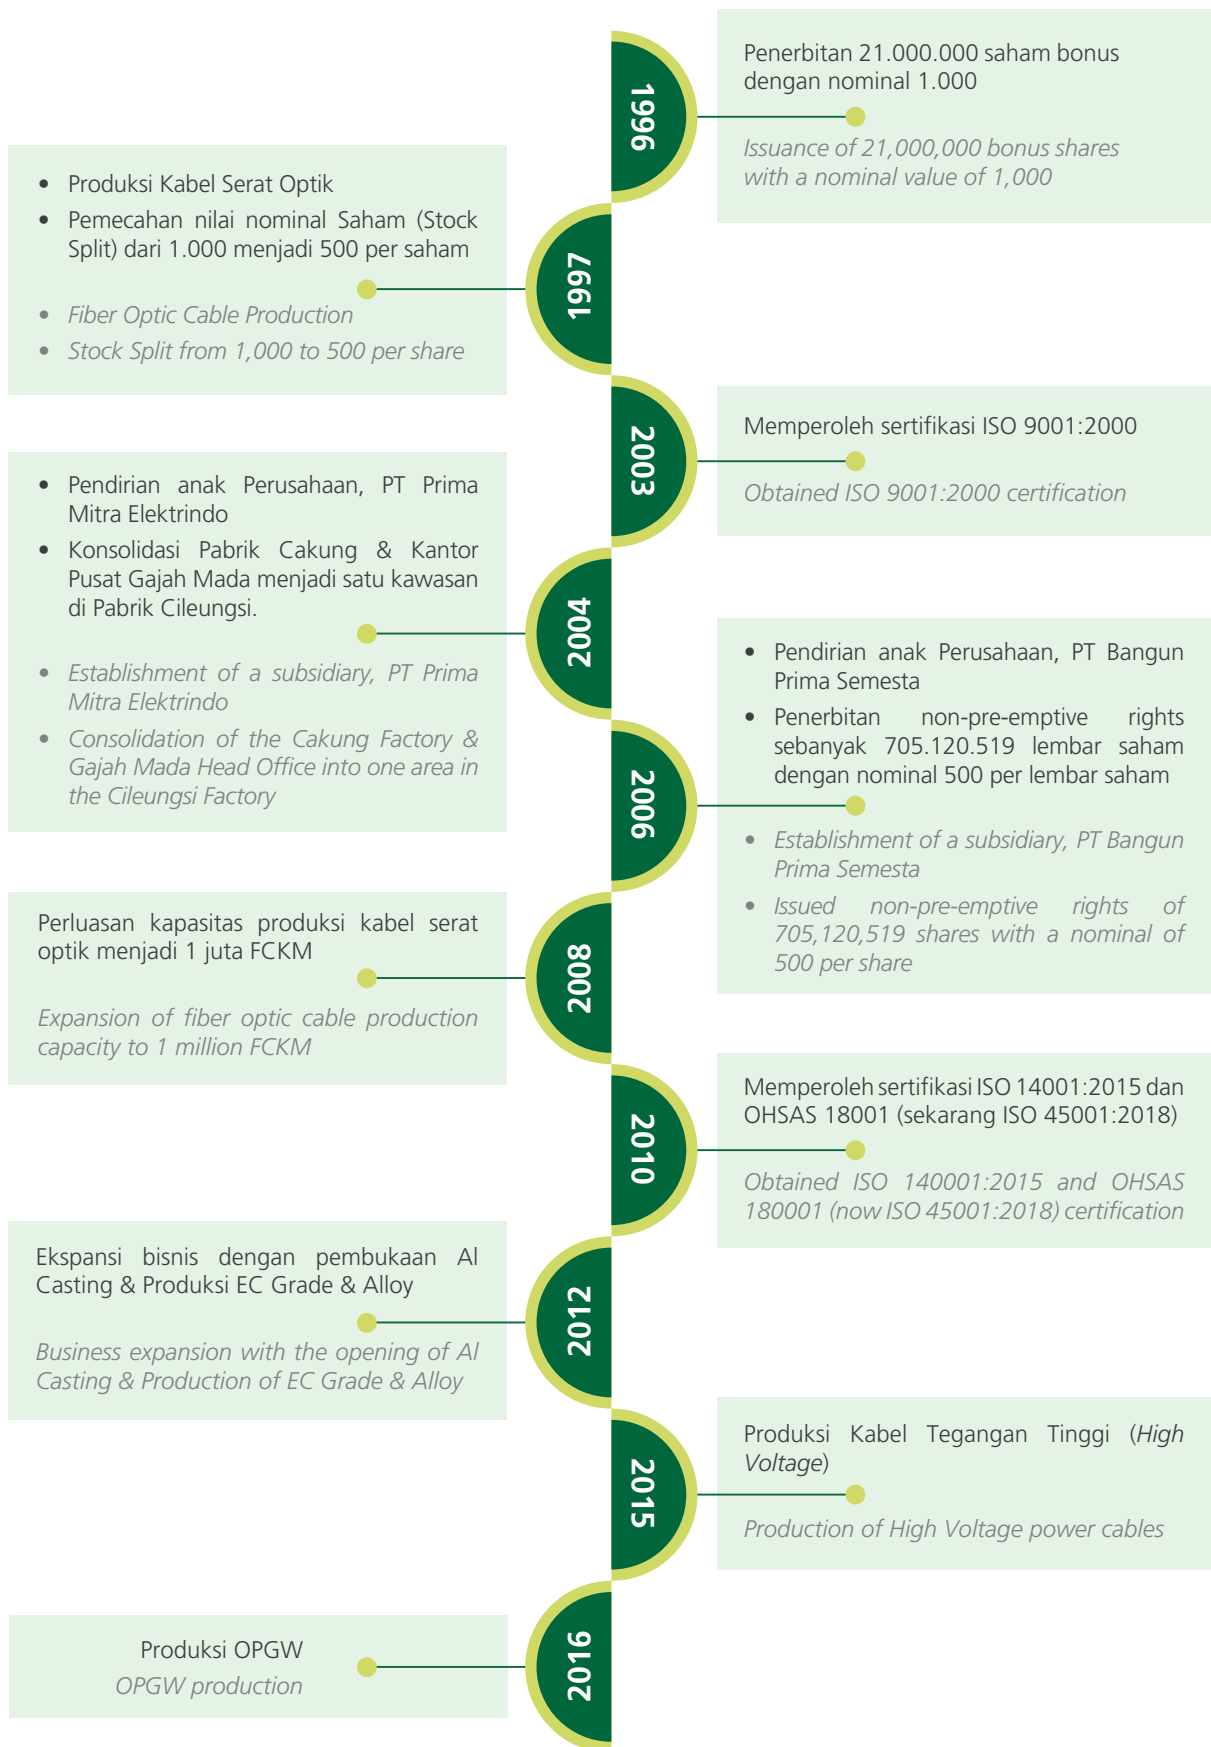 1996
Penerbitan 21.000.000 saham bonus
dengan nominal 1.000
Issuance of 21,000,000 bonus shares
with a nominal value of 1,000
1997
• Produksi Kabel Serat Optik
• Pemecahan nilai nominal Saham (Stock
Split) dari 1.000 menjadi 500 per saham
• Fiber Optic Cable Production
• Stock Split from 1,000 to 500 per share
2003
Memperoleh sertifikasi ISO 9001:2000
Obtained ISO 9001:2000 certification
2004
• Pendirian anak Perusahaan, PT Prima
Mitra Elektrindo
• Konsolidasi Pabrik Cakung & Kantor
Pusat Gajah Mada menjadi satu kawasan
di Pabrik Cileungsi.
• Establishment of a subsidiary, PT Prima
Mitra Elektrindo
• Consolidation of the Cakung Factory &
Gajah Mada Head Office into one area in
the Cileungsi Factory
2006
• Pendirian anak Perusahaan, PT Bangun
Prima Semesta
• Penerbitan non-pre-emptive rights
sebanyak 705.120.519 lembar saham
dengan nominal 500 per lembar saham
• Establishment of a subsidiary, PT Bangun
Prima Semesta
• Issued non-pre-emptive rights of
705,120,519 shares with a nominal of
500 per share
2008
Perluasan kapasitas produksi kabel serat
optik menjadi 1 juta FCKM
Expansion of fiber optic cable production
capacity to 1 million FCKM
2010
Memperoleh sertifikasi ISO 14001:2015 dan
OHSAS 18001 (sekarang ISO 45001:2018)
Obtained ISO 140001:2015 and OHSAS
180001 (now ISO 45001:2018) certification
2012
Ekspansi bisnis dengan pembukaan Al
Casting & Produksi EC Grade & Alloy
Business expansion with the opening of Al
Casting & Production of EC Grade & Alloy
2015
Produksi Kabel Tegangan Tinggi (High
Voltage)
Production of High Voltage power cables
2016
Produksi OPGW
OPGW production